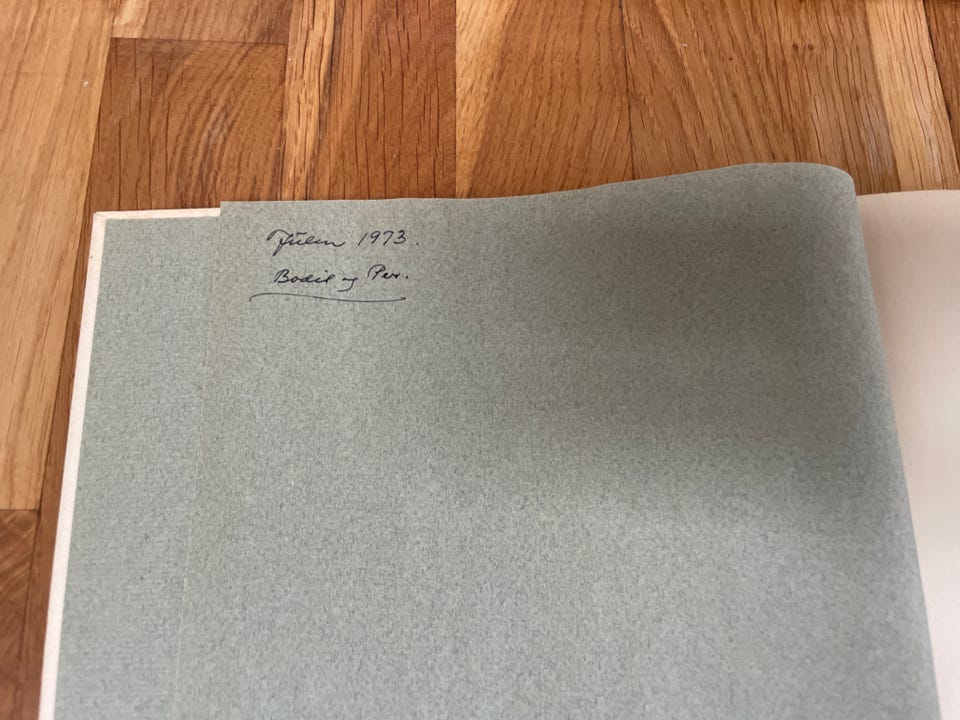 Julen 1973.
Bodil og Per.